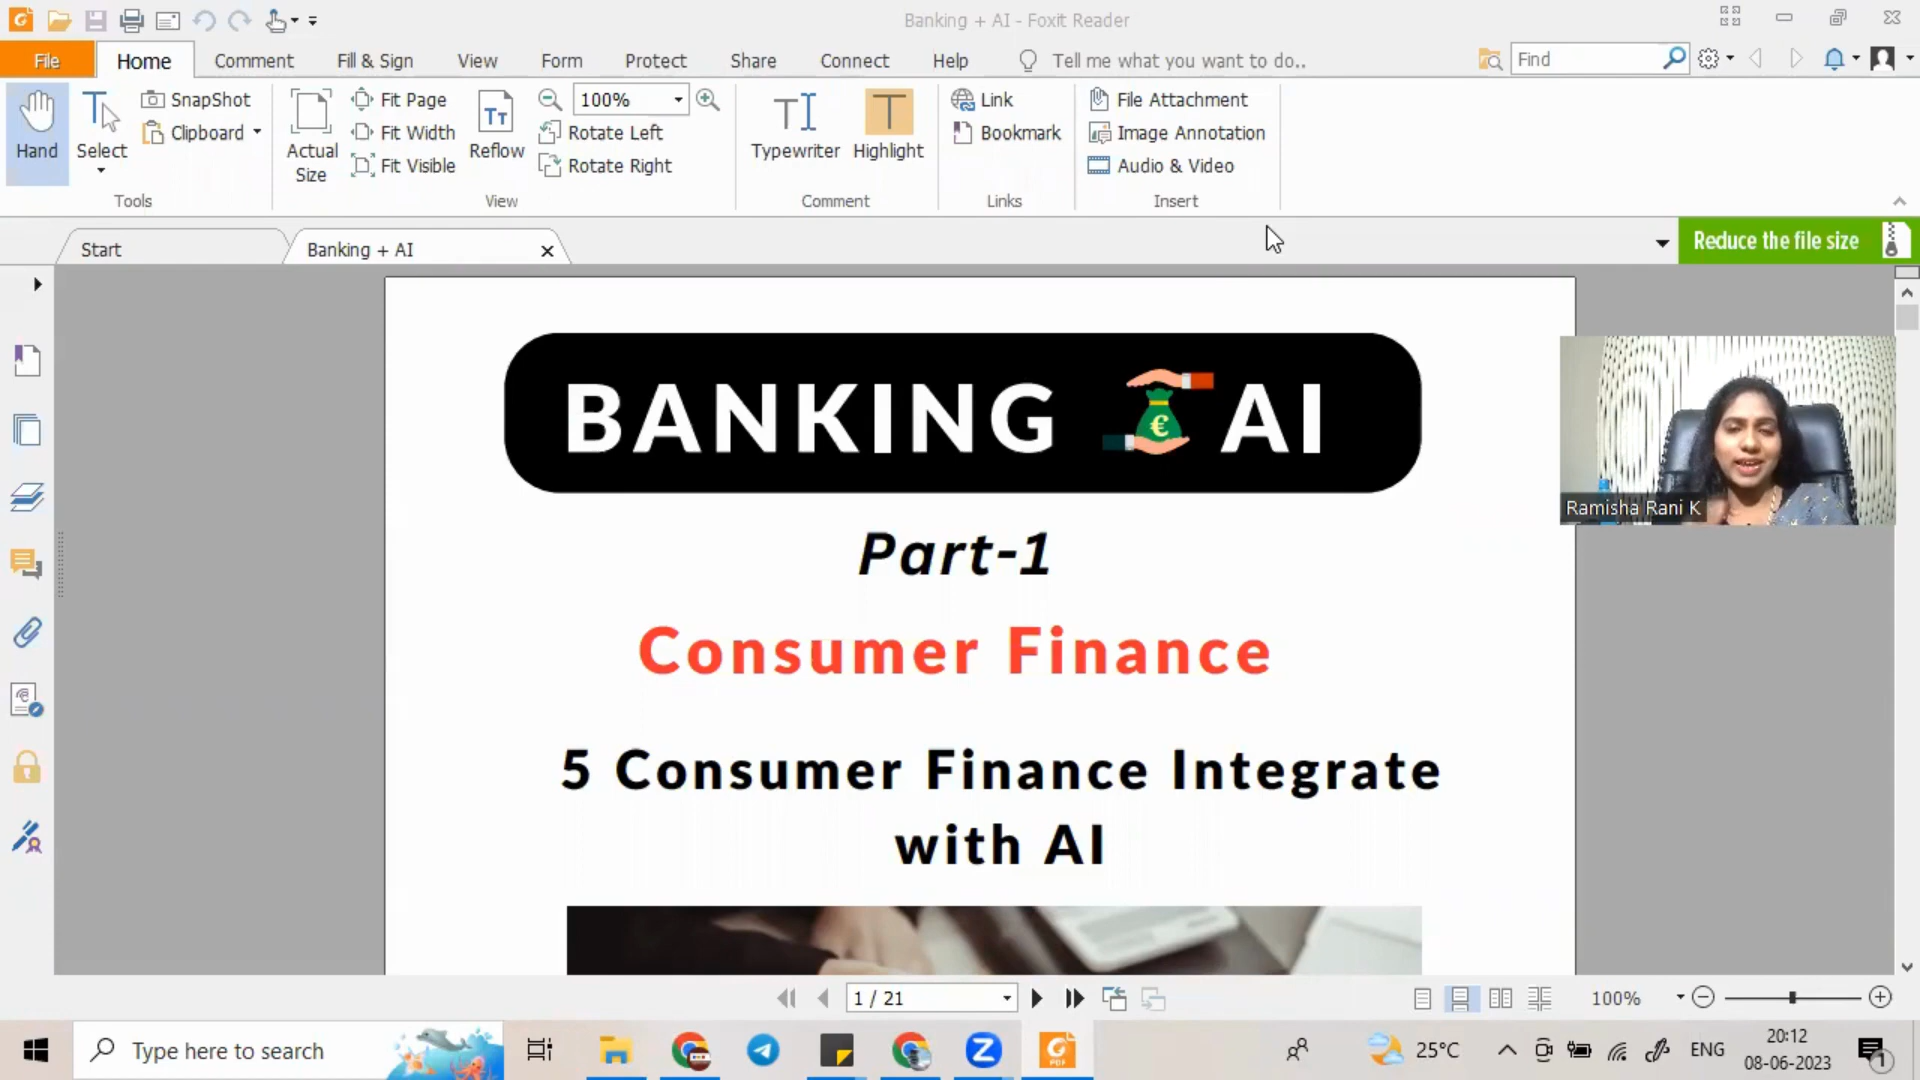 Banking + AI - Foxit Reader
File Home Comment Fill & Sign View Form Protect Share Connect Help Tell me what you want to do.. Find
Hand
Select
SnapShot
Clipboard
Tools
Actual Size
Fit Page
Fit Width
Fit Visible
Reflow
100%
Rotate Left
Rotate Right
View
Typewriter
Highlight
Comment
Link
Bookmark
Links
File Attachment
Image Annotation
Audio & Video
Insert
Start
Banking + AI
Reduce the file size
BANKING AI
Part-1
Consumer Finance
5 Consumer Finance Integrate
with AI
Ramisha Rani K
1 / 21
100%
Type here to search
25°C
ENG
20:12
08-06-2023
1